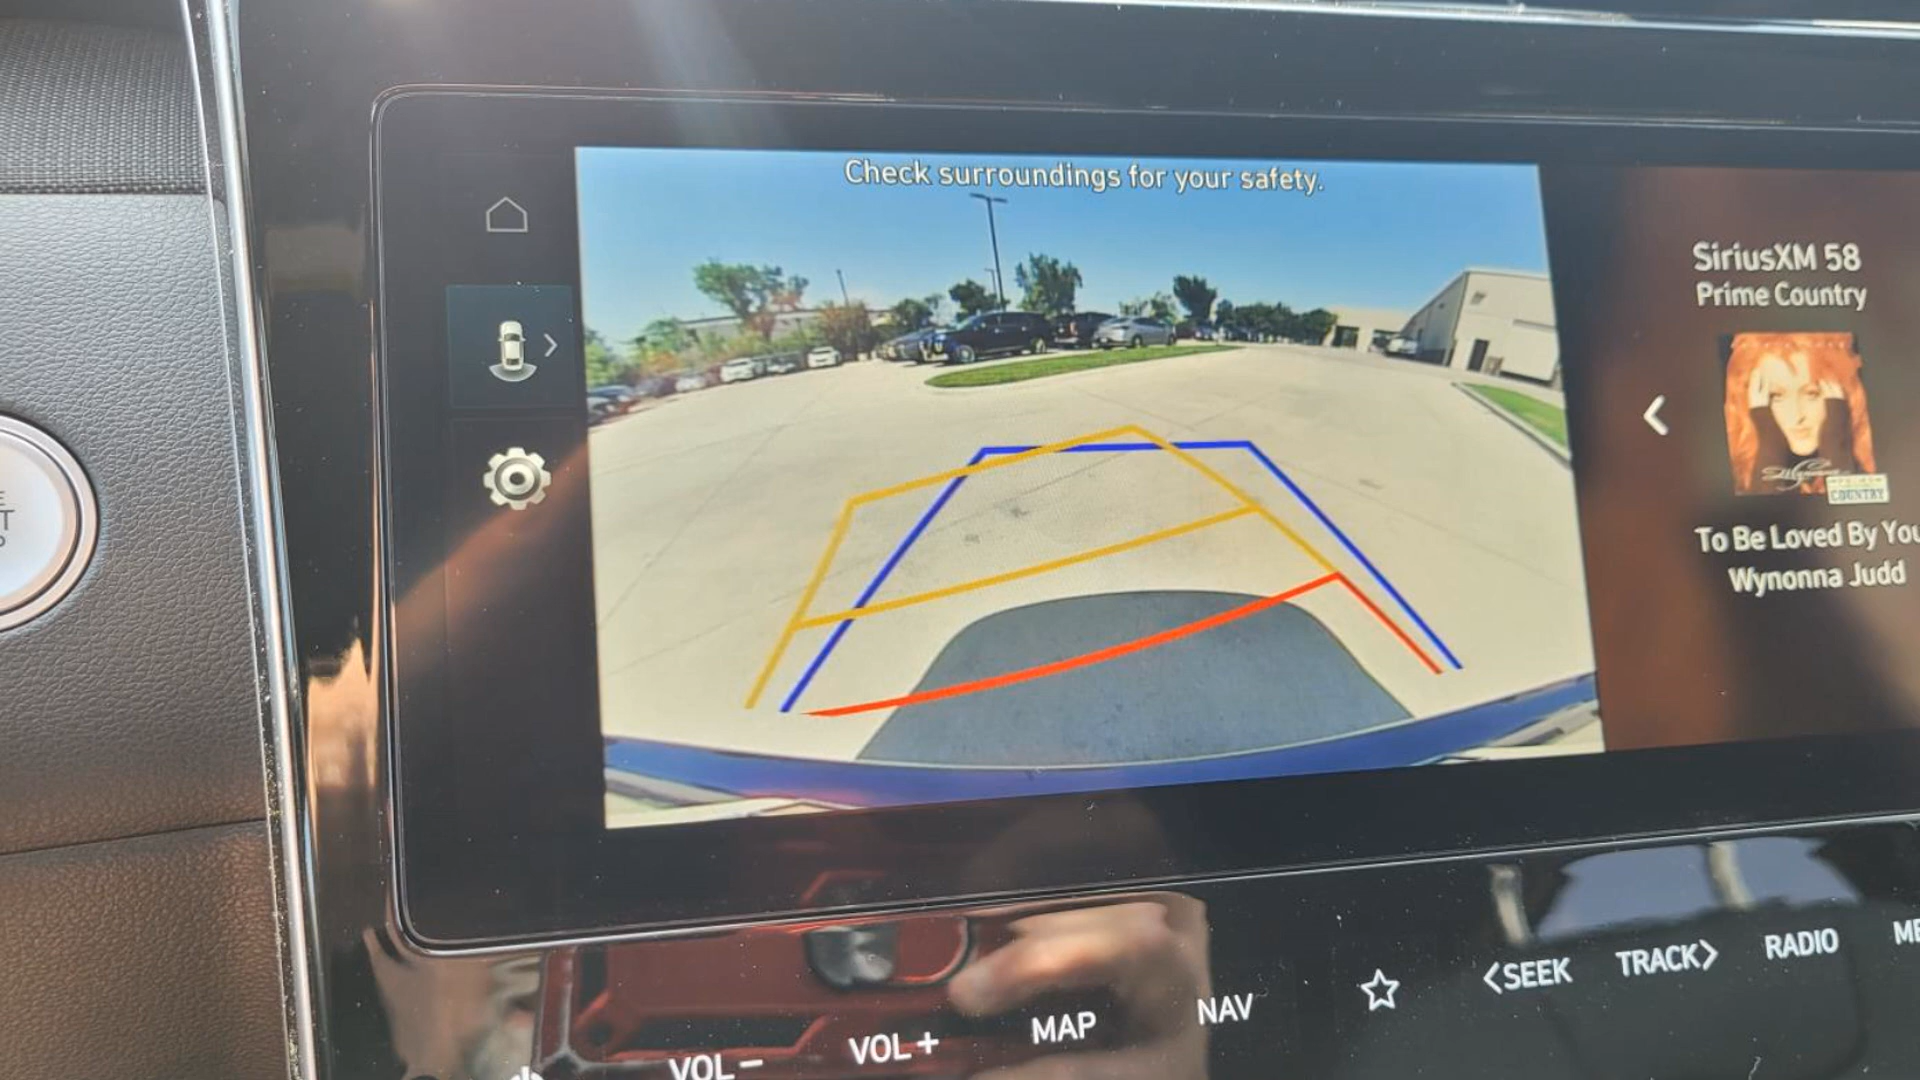 Check surroundings for your safety.
SiriusXM 58
Prime Country
COUNTRY
To Be Loved By You
Wynonna Judd
VOL −
VOL +
MAP
NAV
<SEEK
TRACK>
RADIO